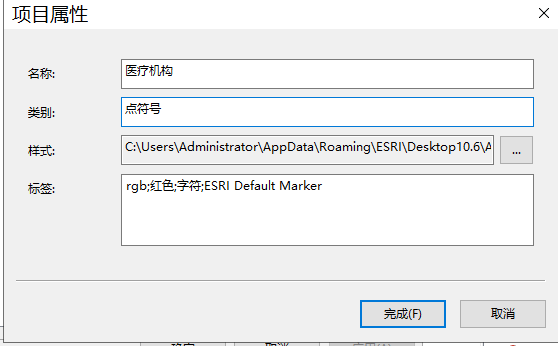 项目属性
名称:
医疗机构
类别:
点符号
样式:
C:\Users\Administrator\AppData\Roaming\ESRI\Desktop10.6\A
...
标签:
rgb;红色;字符;ESRI Default Marker
完成(F)
取消